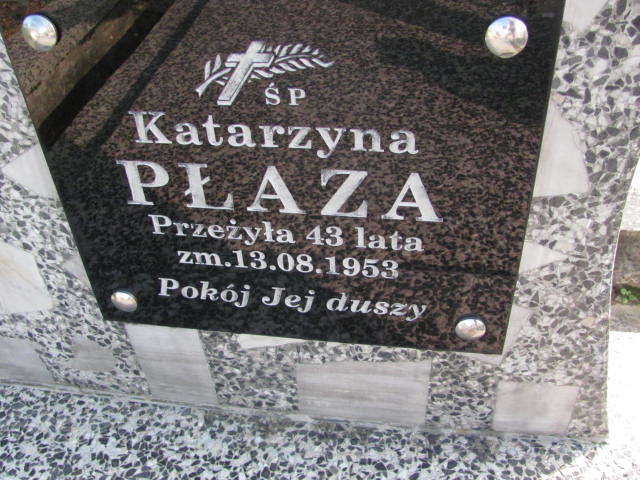 ŚP
Katarzyna
PŁAZA
Przeżyła 43 lata
zm.13.08.1953
Pokój Jej duszy